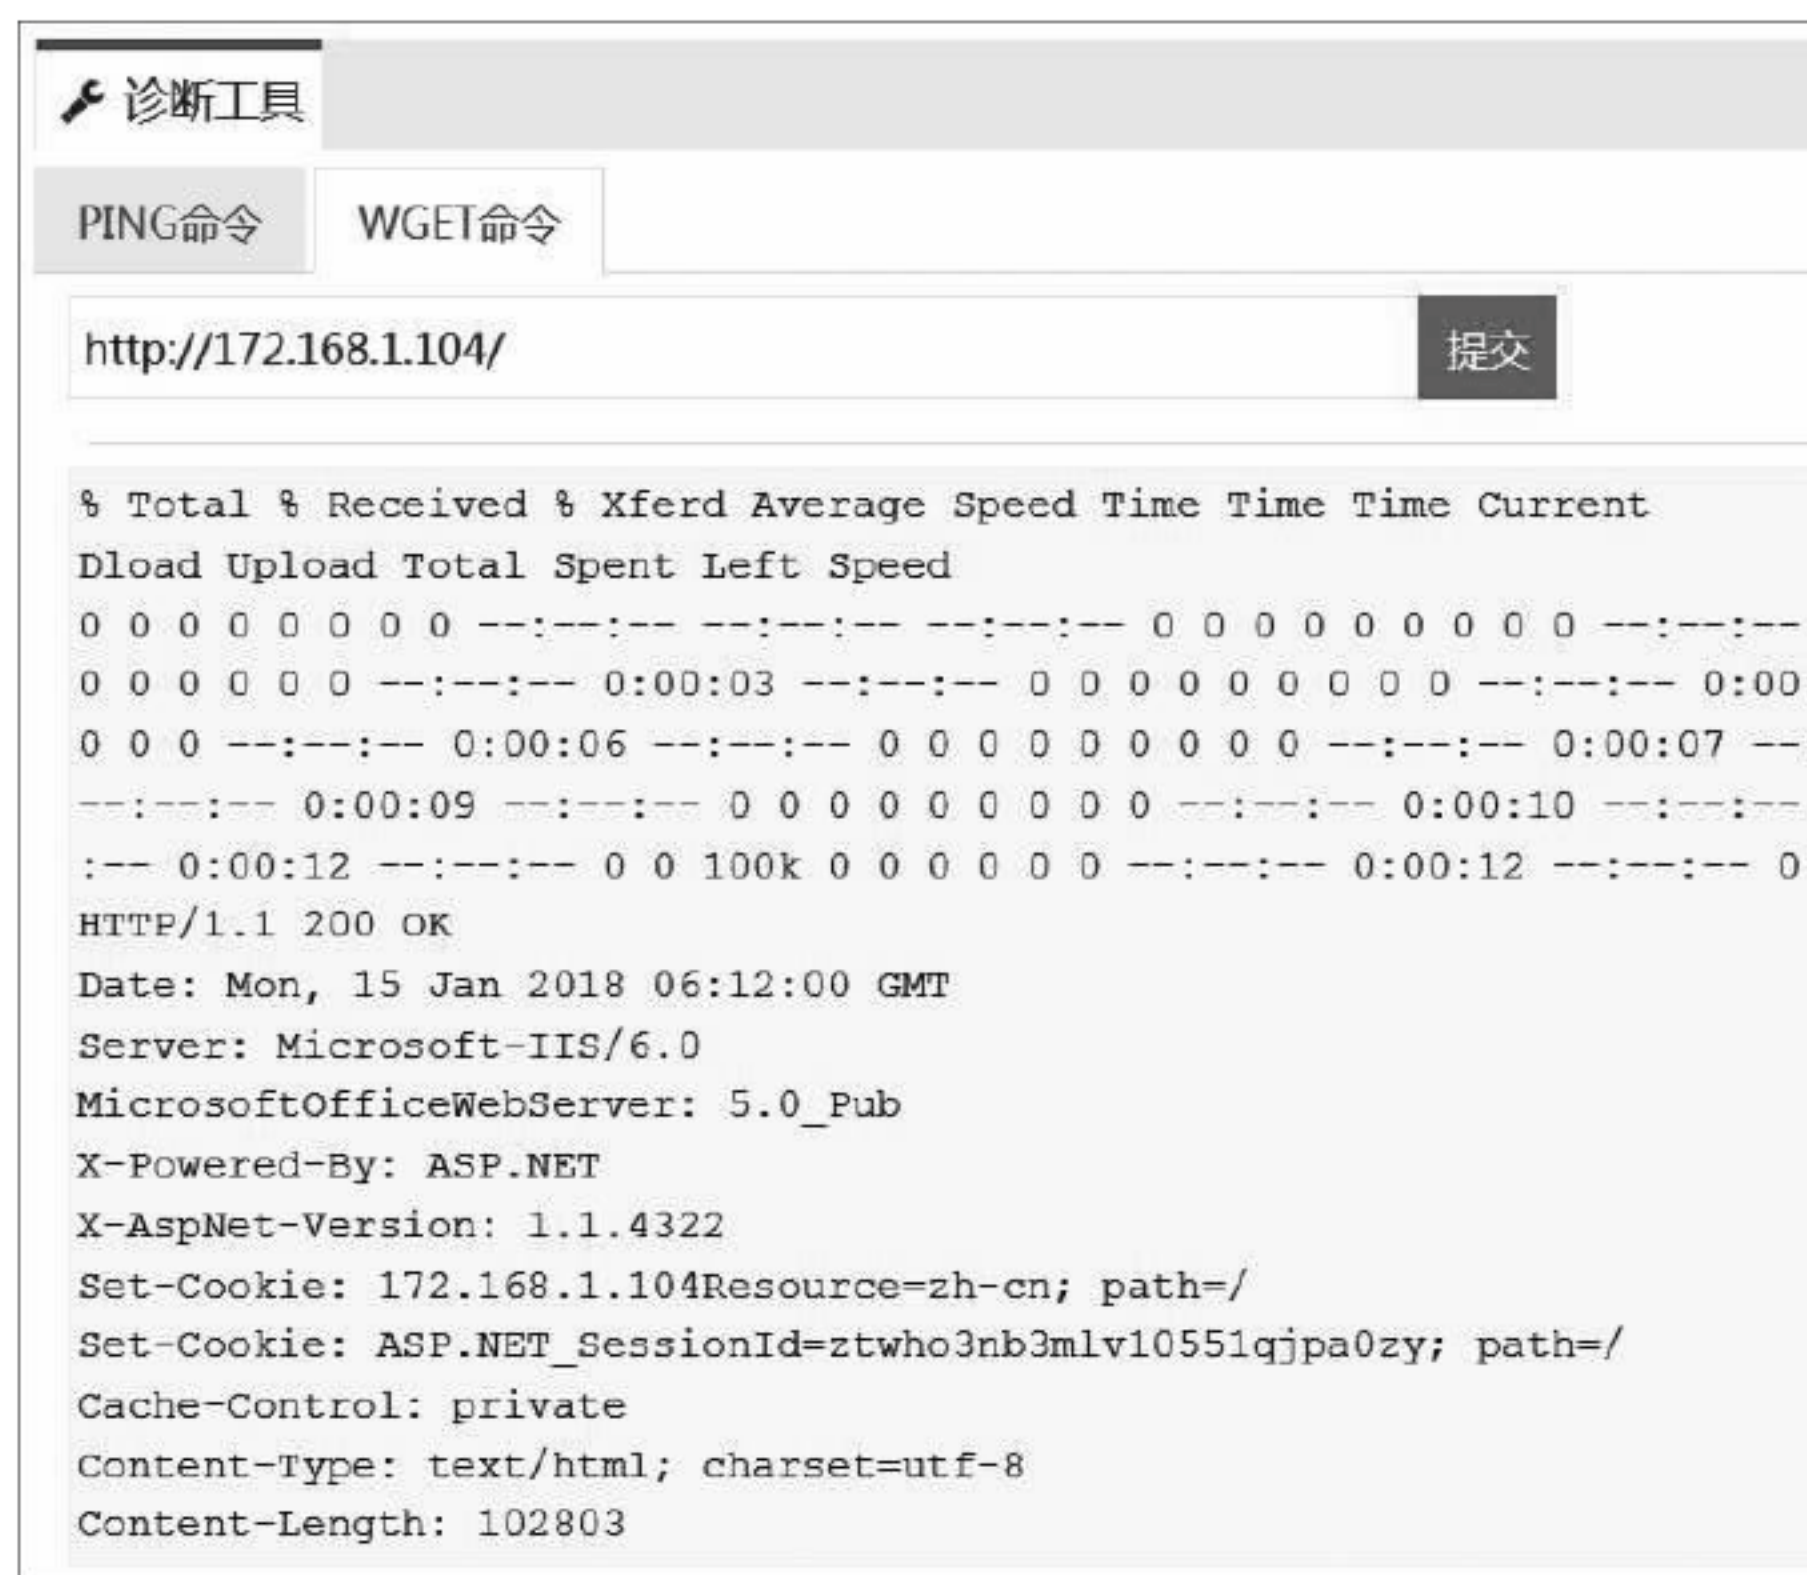 诊断工具
PING命令 WGET命令
http://172.168.1.104/ 提交
% Total % Received % Xferd Average Speed Time Time Time Current
Dload Upload Total Spent Left Speed
0 0 0 0 0 0 0 0 --:--:-- --:--:-- --:--:-- 0 0 0 0 0 0 0 0 0 --:--:--
0 0 0 0 0 0 --:--:-- 0:00:03 --:--:-- 0 0 0 0 0 0 0 0 0 --:--:-- 0:00
0 0 0 --:--:-- 0:00:06 --:--:-- 0 0 0 0 0 0 0 0 0 --:--:-- 0:00:07 --
--:--:-- 0:00:09 --:--:-- 0 0 0 0 0 0 0 0 0 --:--:-- 0:00:10 --:--:--
:-- 0:00:12 --:--:-- 0 0 100k 0 0 0 0 0 0 --:--:-- 0:00:12 --:--:-- 0
HTTP/1.1 200 OK
Date: Mon, 15 Jan 2018 06:12:00 GMT
Server: Microsoft-IIS/6.0
MicrosoftOfficeWebServer: 5.0_Pub
X-Powered-By: ASP.NET
X-AspNet-Version: 1.1.4322
Set-Cookie: 172.168.1.104Resource=zh-cn; path=/
Set-Cookie: ASP.NET_SessionId=ztwho3nb3mlv10551qjpa0zy; path=/
Cache-Control: private
Content-Type: text/html; charset=utf-8
Content-Length: 102803